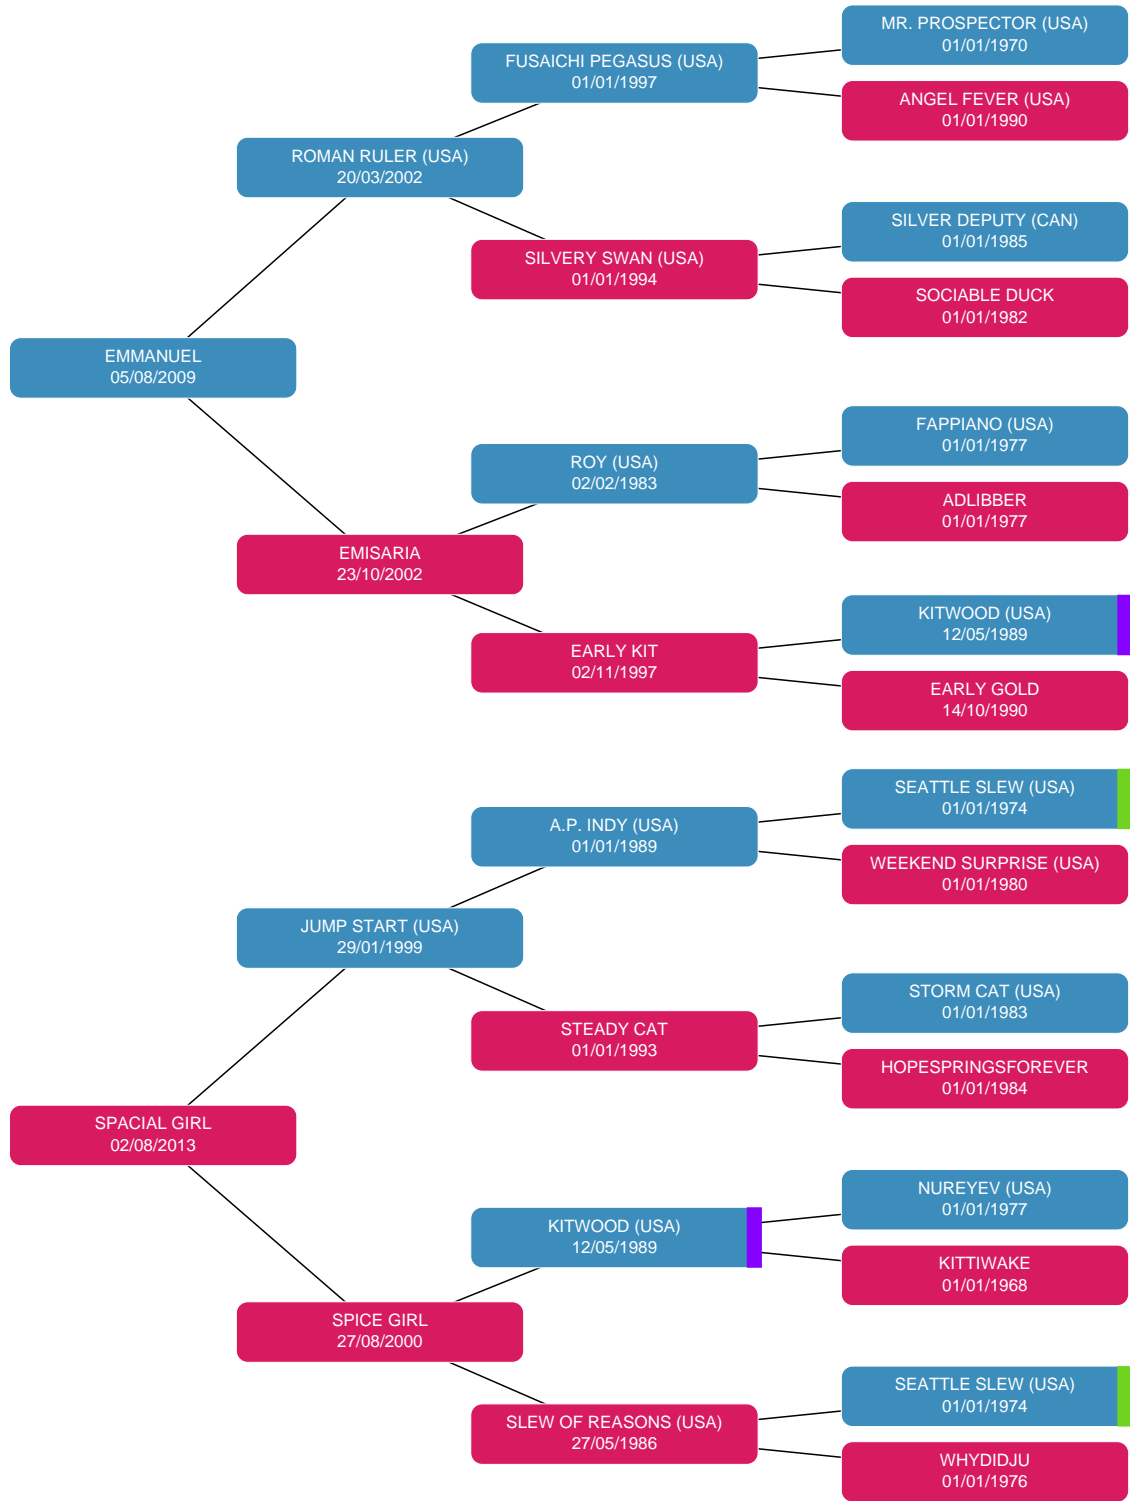 MR. PROSPECTOR (USA)
01/01/1970
FUSAICHI PEGASUS (USA)
01/01/1997
ANGEL FEVER (USA)
01/01/1990
ROMAN RULER (USA)
20/03/2002
SILVER DEPUTY (CAN)
01/01/1985
SILVERY SWAN (USA)
01/01/1994
SOCIABLE DUCK
01/01/1982
EMMANUEL
05/08/2009
FAPPIANO (USA)
01/01/1977
ROY (USA)
02/02/1983
ADLIBBER
01/01/1977
EMISARIA
23/10/2002
KITWOOD (USA)
12/05/1989
EARLY KIT
02/11/1997
EARLY GOLD
14/10/1990
SEATTLE SLEW (USA)
01/01/1974
A.P. INDY (USA)
01/01/1989
WEEKEND SURPRISE (USA)
01/01/1980
JUMP START (USA)
29/01/1999
STORM CAT (USA)
01/01/1983
STEADY CAT
01/01/1993
HOPESPRINGSFOREVER
01/01/1984
SPACIAL GIRL
02/08/2013
NUREYEV (USA)
01/01/1977
KITWOOD (USA)
12/05/1989
KITTIWAKE
01/01/1968
SPICE GIRL
27/08/2000
SEATTLE SLEW (USA)
01/01/1974
SLEW OF REASONS (USA)
27/05/1986
WHYDIDJU
01/01/1976